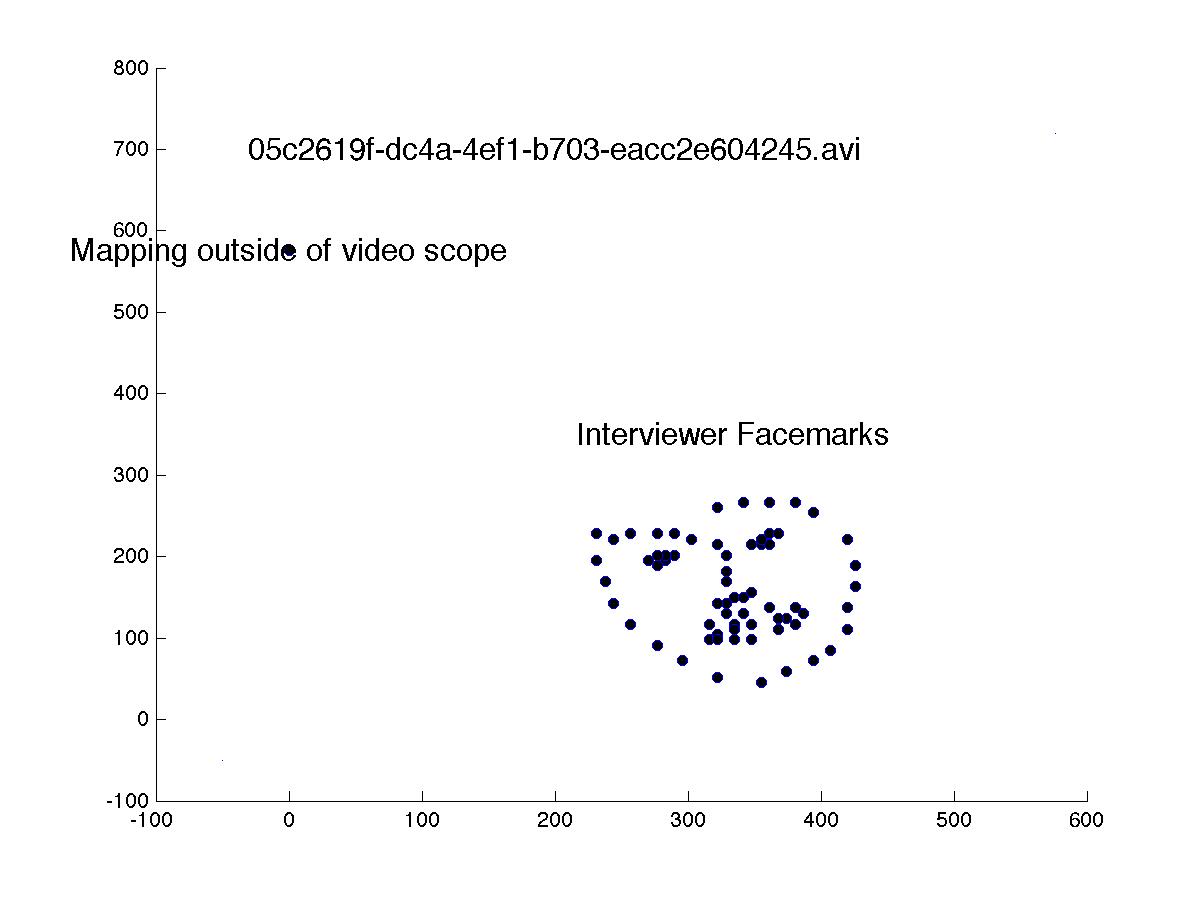 800
700
05c2619f-dc4a-4ef1-b703-eacc2e604245.avi
600
Mapping outside of video scope
500
400
Interviewer Facemarks
300
200
100
0
-100
-100 0 100 200 300 400 500 600